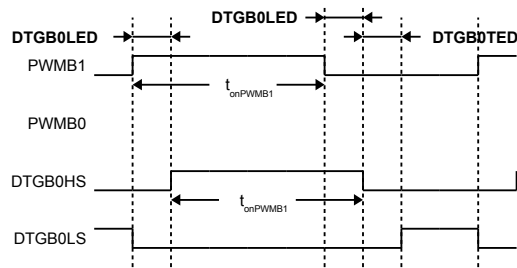 DTGB0LED
DTGB0LED
DTGB0TED
PWMB1
tonPWMB1
PWMB0
DTGB0HS
tonPWMB1
DTGB0LS